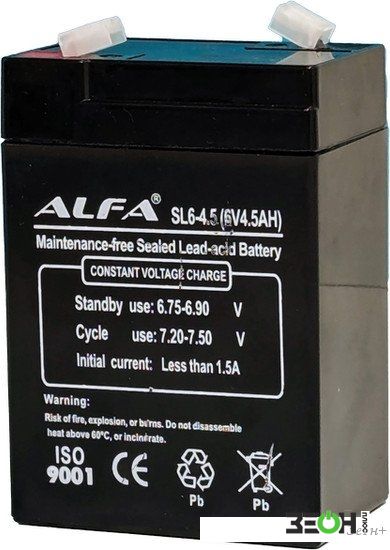 ALFA® SL6-4.5 (6V4.5AH)
Maintenance-free Sealed Lead-acid Battery
CONSTANT VOLTAGE CHARGE
Standby use: 6.75-6.90 V
Cycle use: 7.20-7.50 V
Initial current: Less than 1.5A
Warning:
Risk of fire, explosion, or burns. Do not disassemble
heat above 60°C, or incinerate.
ISO
9001
CE
Pb
Pb
ЗЕОН